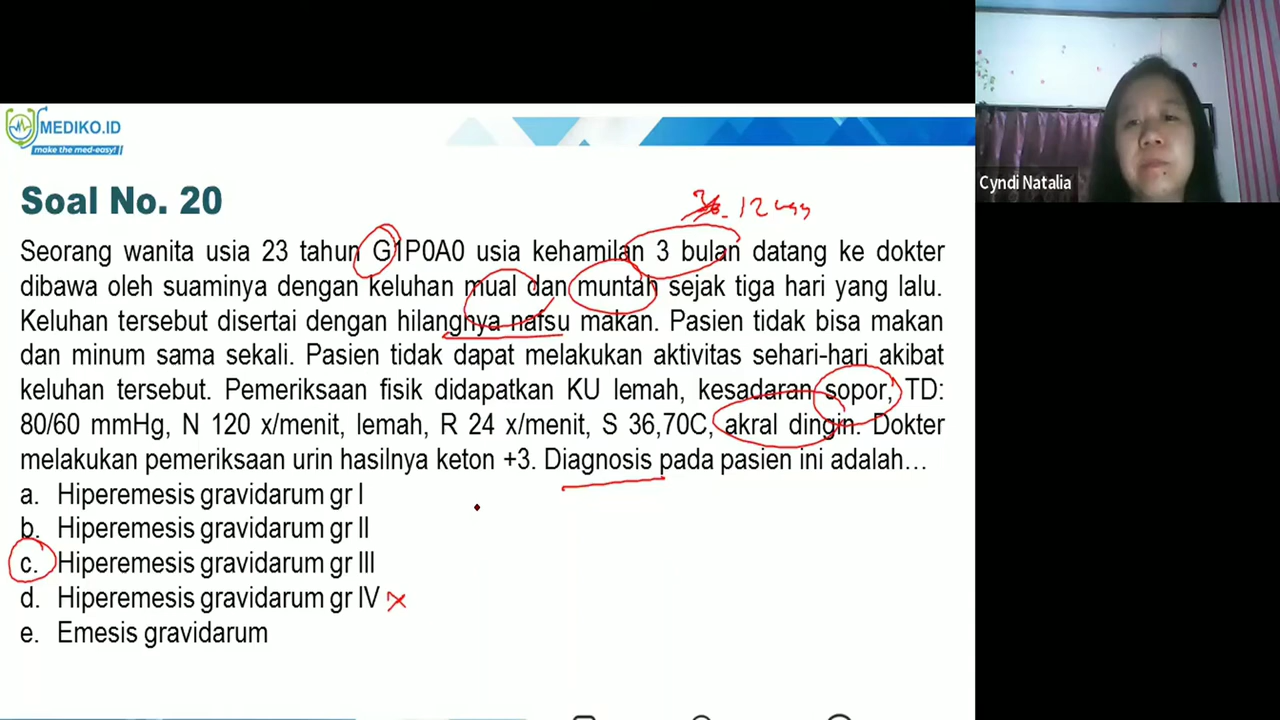 MEDIKO.ID
make the med-easy!
Soal No. 20
12
Seorang wanita usia 23 tahun G1P0A0 usia kehamilan 3 bulan datang ke dokter
dibawa oleh suaminya dengan keluhan mual dan muntah sejak tiga hari yang lalu.
Keluhan tersebut disertai dengan hilangnya nafsu makan. Pasien tidak bisa makan
dan minum sama sekali. Pasien tidak dapat melakukan aktivitas sehari-hari akibat
keluhan tersebut. Pemeriksaan fisik didapatkan KU lemah, kesadaran sopor, TD:
80/60 mmHg, N 120 x/menit, lemah, R 24 x/menit, S 36,70C, akral dingin. Dokter
melakukan pemeriksaan urin hasilnya keton +3. Diagnosis pada pasien ini adalah…
a. Hiperemesis gravidarum gr I
b. Hiperemesis gravidarum gr II
c. Hiperemesis gravidarum gr III
d. Hiperemesis gravidarum gr IV
e. Emesis gravidarum
Cyndi Natalia